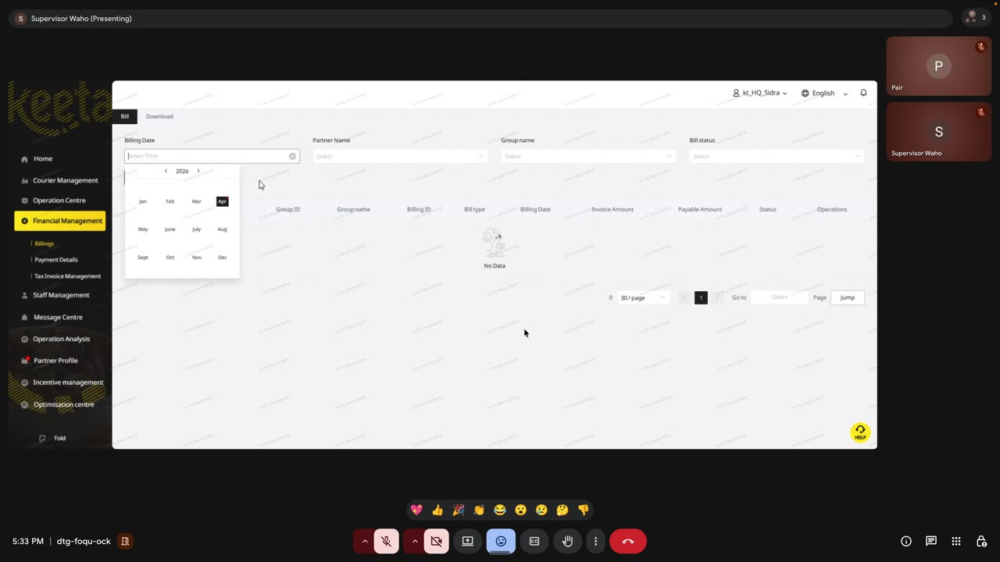 S Supervisor Waho (Presenting)
3
keeta
kt_HQ_Sidra
English
Bill
Download
Billing Date
Partner Name
Group name
Bill status
Select Time
Select
Select
Select
2026
Jan
Feb
Mar
Apr
May
June
July
Aug
Sept
Oct
Nov
Dec
Group ID
Group name
Billing ID
Bill type
Billing Date
Invoice Amount
Payable Amount
Status
Operations
No Data
0
30 / page
1
Go to
Select
Page
Jump
Home
Courier Management
Operation Centre
Financial Management
Billings
Payment Details
Tax Invoice Management
Staff Management
Message Centre
Operation Analysis
Partner Profile
Incentive management
Optimisation centre
Fold
HELP
P
Pair
S
Supervisor Waho
5:33 PM | dtg-foqu-ock